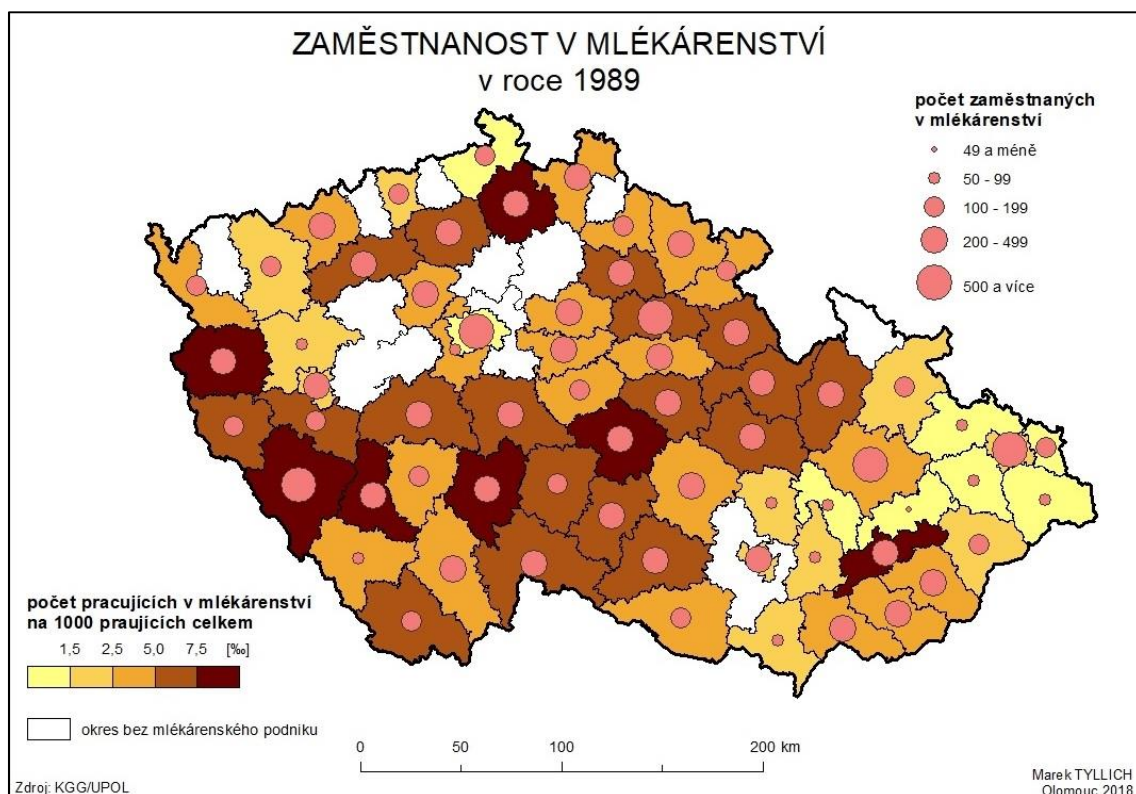 ZAMĚSTNANOST V MLÉKÁRENSTVÍ
v roce 1989
počet zaměstnaných
v mlékárenství
49 a méně
50 - 99
100 - 199
200 - 499
500 a více
počet pracujících v mlékárenství
na 1000 praujících celkem
1,5 2,5 5,0 7,5 [‰]
okres bez mlékárenského podniku
0 50 100 200 km
Zdroj: KGG/UPOL
Marek TYLLICH
Olomouc 2018